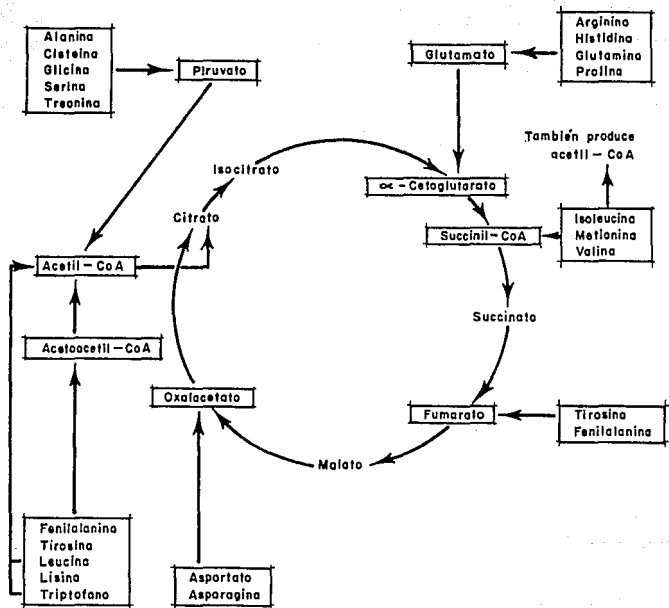 Alanina
Cisteina
Glicina
Serina
Treonina
Piruvato
Glutamato
Arginina
Histidina
Glutamina
Prolina
También produce
acetil-CoA
Isocitrato
Citrato
∝-Cetoglutarato
Succinil-CoA
Isoleucina
Metionina
Valina
Acetil-CoA
Succinato
Acetoacetil-CoA
Oxalacetato
Fumarato
Tirosina
Fenilalanina
Malato
Fenilalanina
Tirosina
Leucina
Lisina
Triptofano
Aspartato
Asparagina